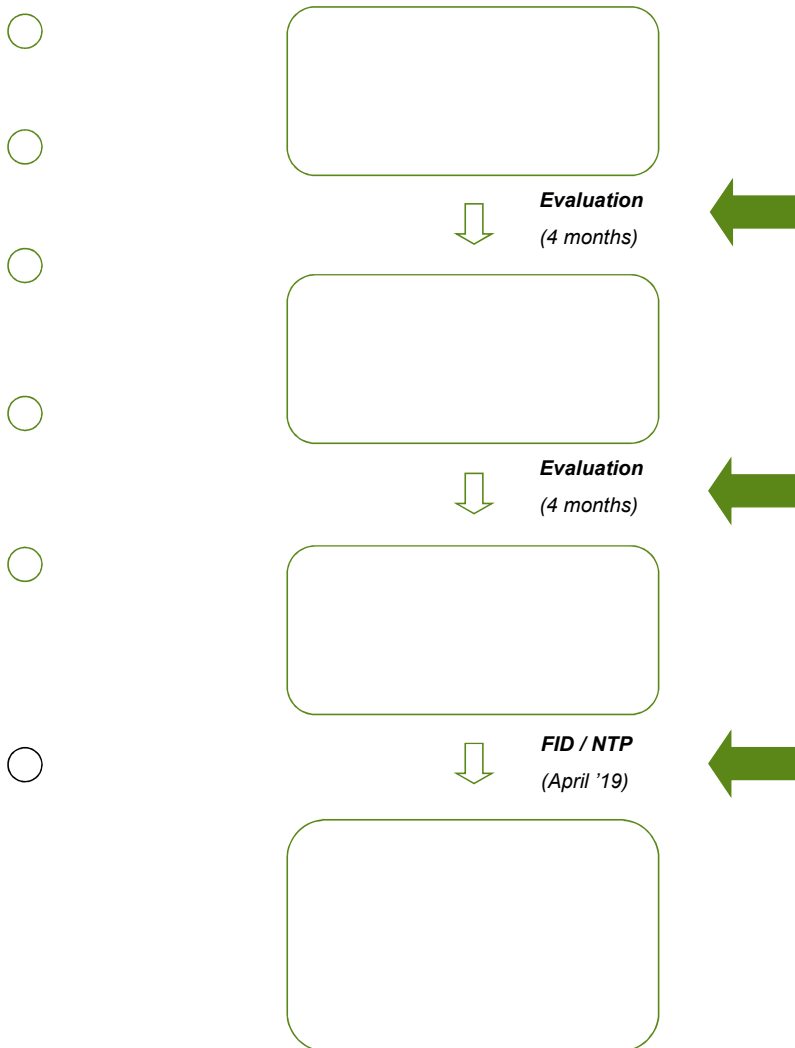 Evaluation
(4 months)
Evaluation
(4 months)
FID / NTP
(April ’19)